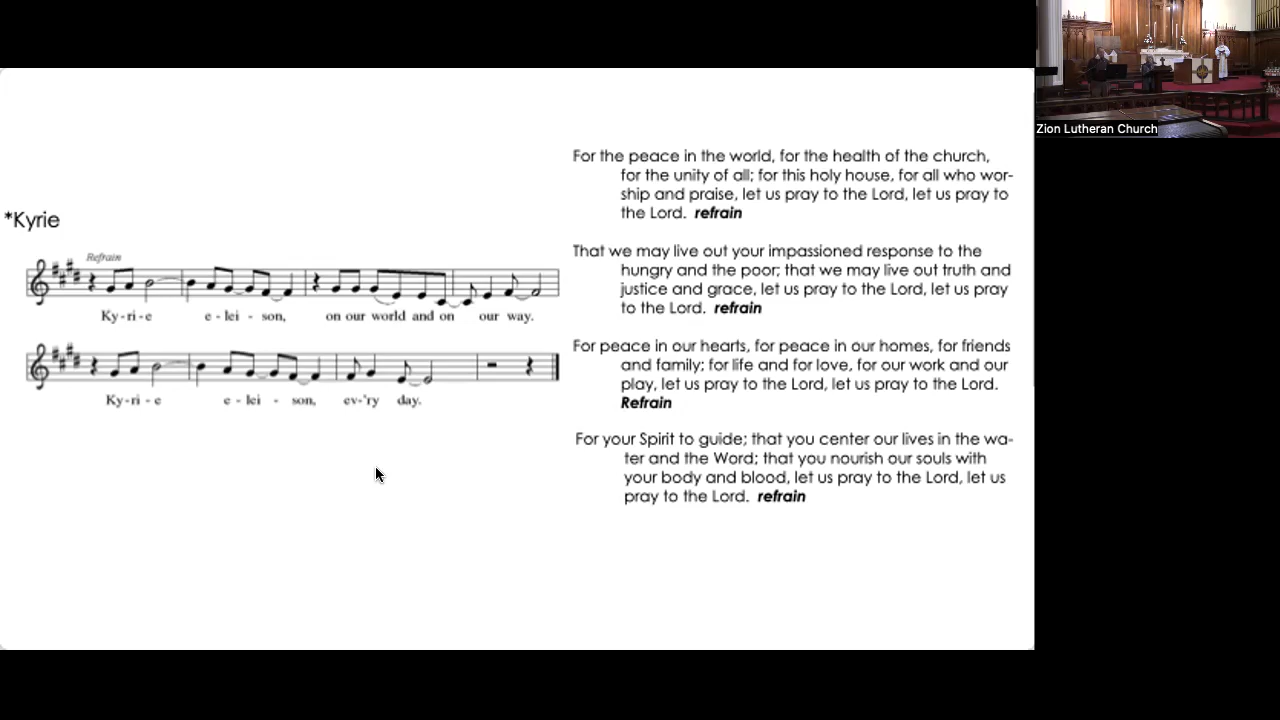 *Kyrie
Refrain
Ky-ri-e e-lei-son, on our world and on our way.
Ky-ri-e e-lei-son, ev-'ry day.
For the peace in the world, for the health of the church,
for the unity of all; for this holy house, for all who wor-
ship and praise, let us pray to the Lord, let us pray to
the Lord. refrain
That we may live out your impassioned response to the
hungry and the poor; that we may live out truth and
justice and grace, let us pray to the Lord, let us pray
to the Lord. refrain
For peace in our hearts, for peace in our homes, for friends
and family; for life and for love, for our work and our
play, let us pray to the Lord, let us pray to the Lord.
Refrain
For your Spirit to guide; that you center our lives in the wa-
ter and the Word; that you nourish our souls with
your body and blood, let us pray to the Lord, let us
pray to the Lord. refrain
Zion Lutheran Church